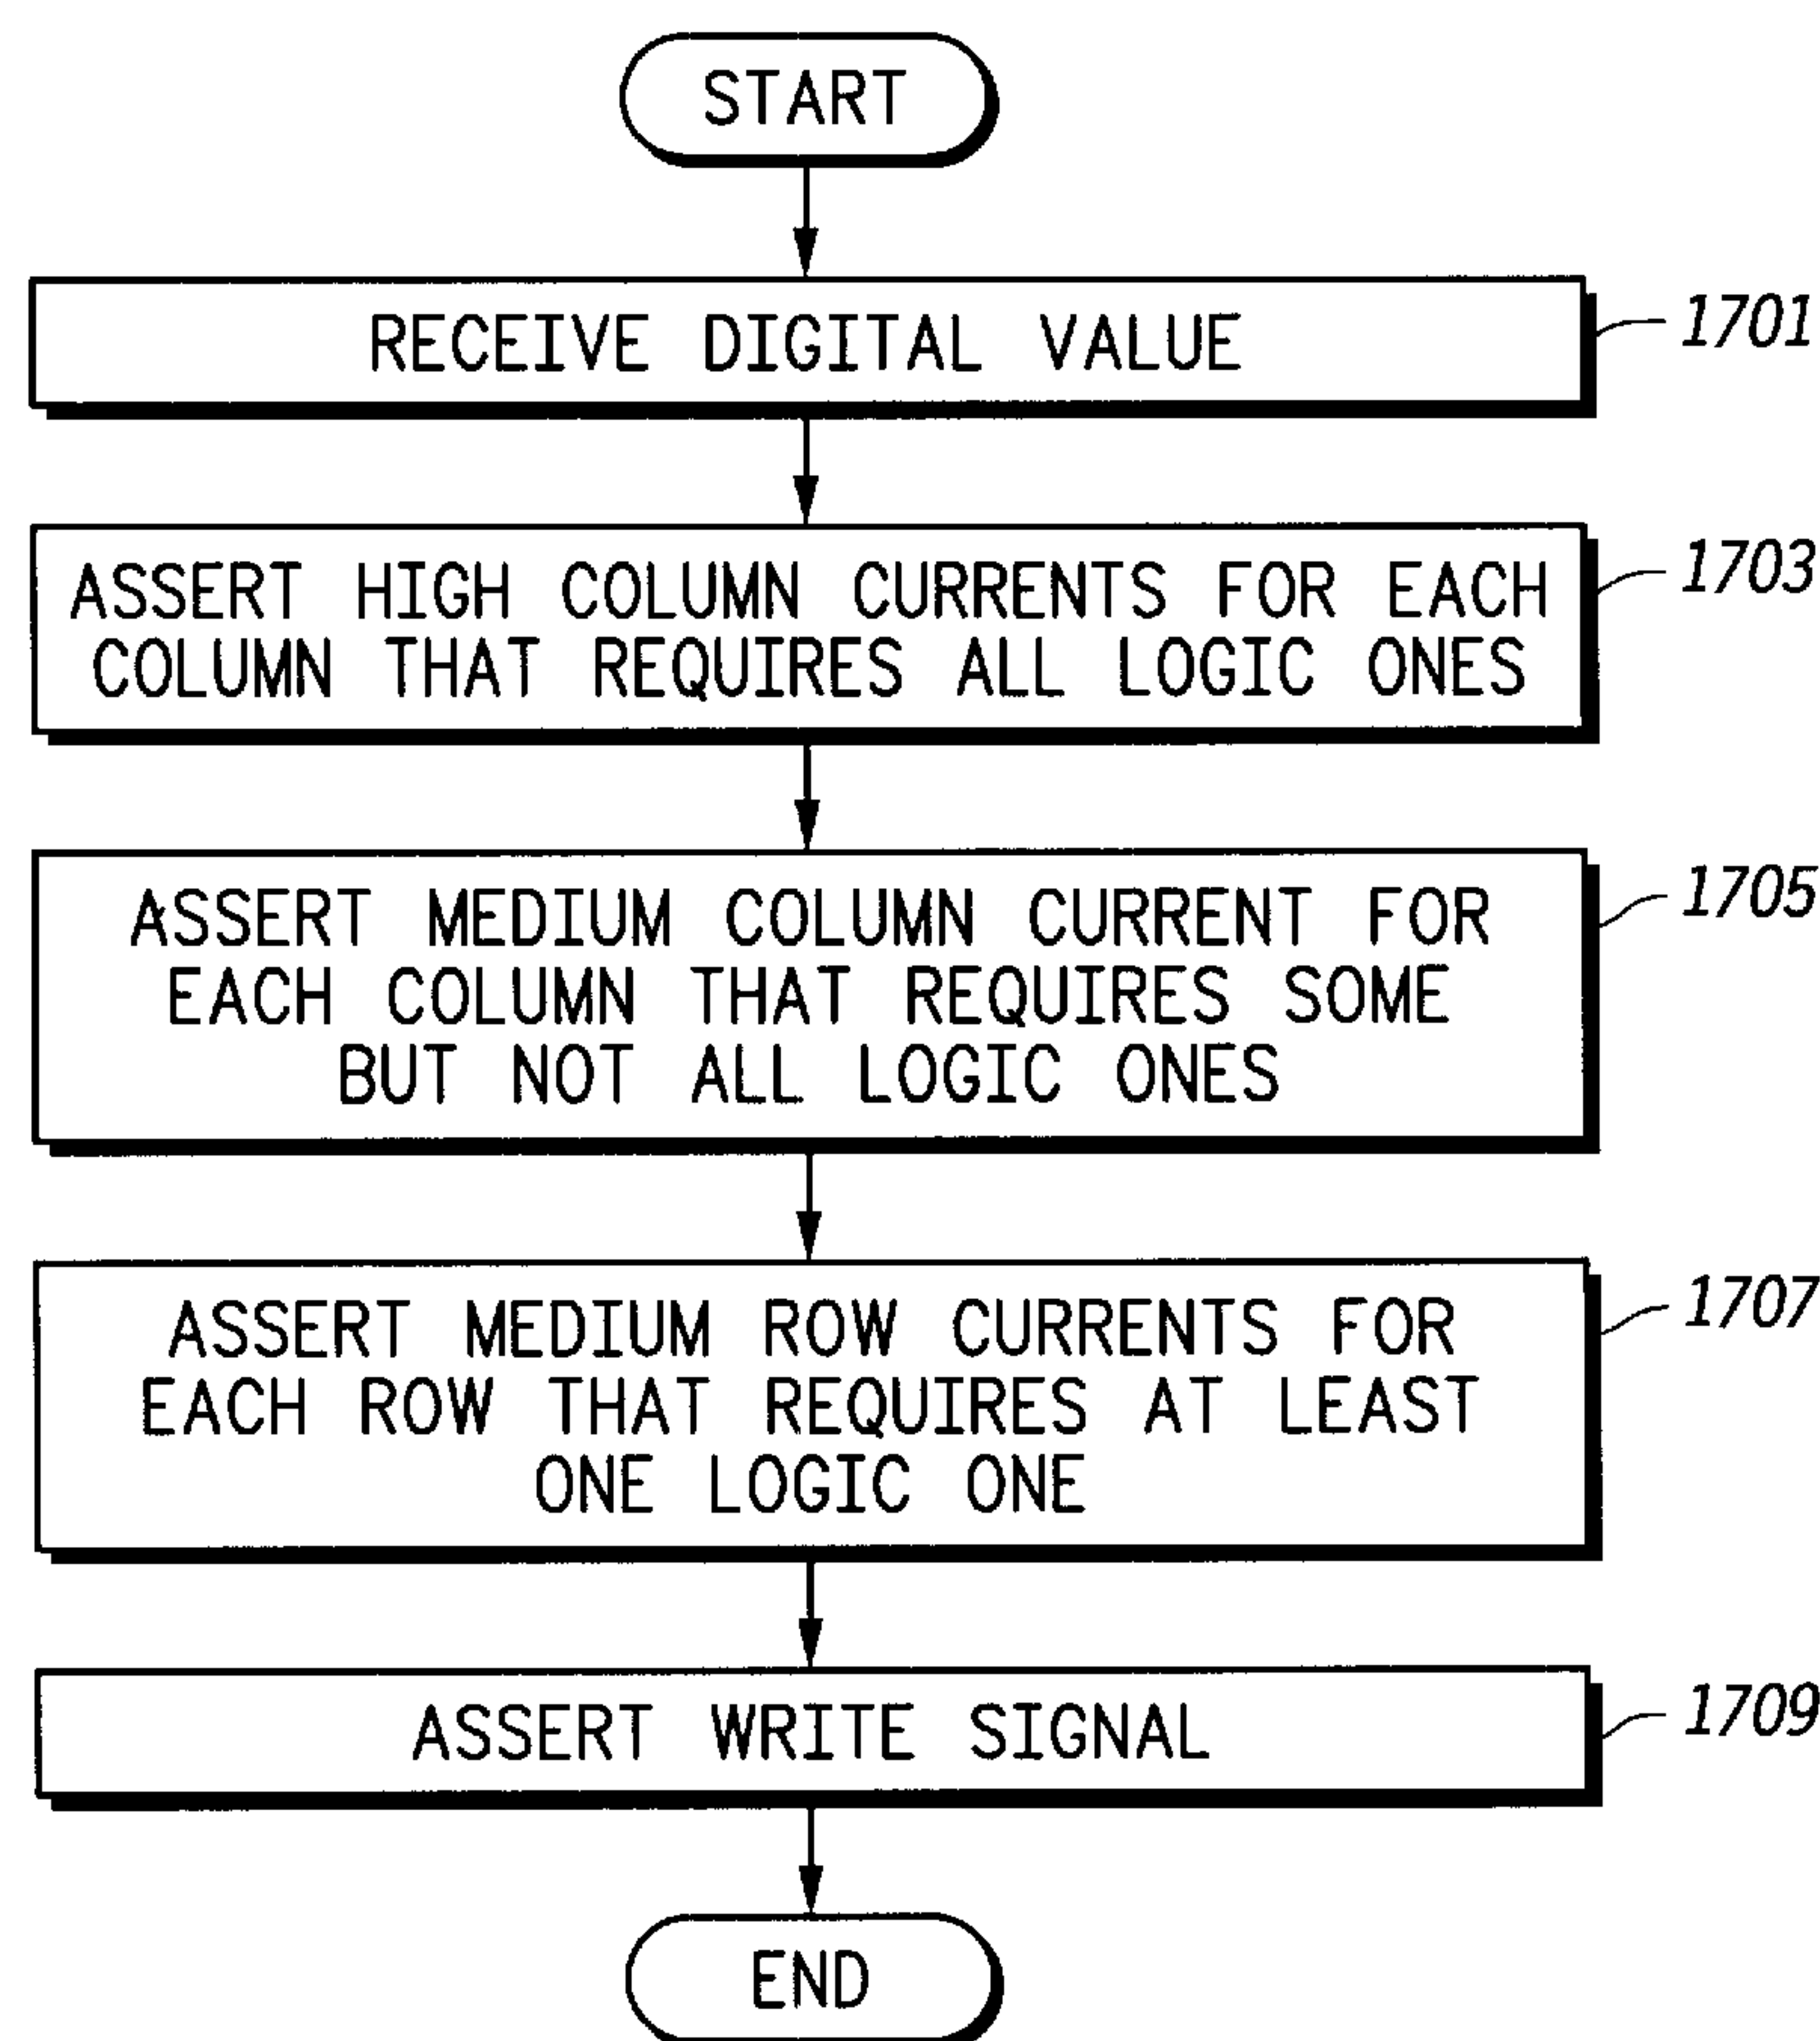 START
RECEIVE DIGITAL VALUE
1701
ASSERT HIGH COLUMN CURRENTS FOR EACH
COLUMN THAT REQUIRES ALL LOGIC ONES
1703
ASSERT MEDIUM COLUMN CURRENT FOR
EACH COLUMN THAT REQUIRES SOME
BUT NOT ALL LOGIC ONES
1705
ASSERT MEDIUM ROW CURRENTS FOR
EACH ROW THAT REQUIRES AT LEAST
ONE LOGIC ONE
1707
ASSERT WRITE SIGNAL
1709
END